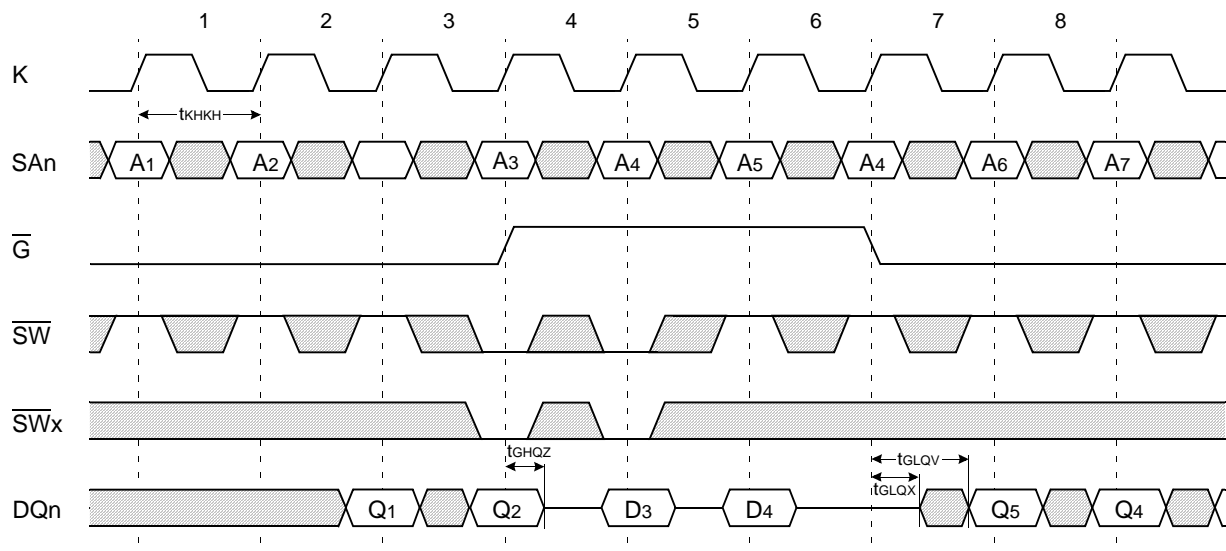 1 2 3 4 5 6 7 8
K
tKHKH
SAn A1 A2 A3 A4 A5 A4 A6 A7
G
SW
SWx
tGHQZ tGLQV
tGLQX
DQn Q1 Q2 D3 D4 Q5 Q4